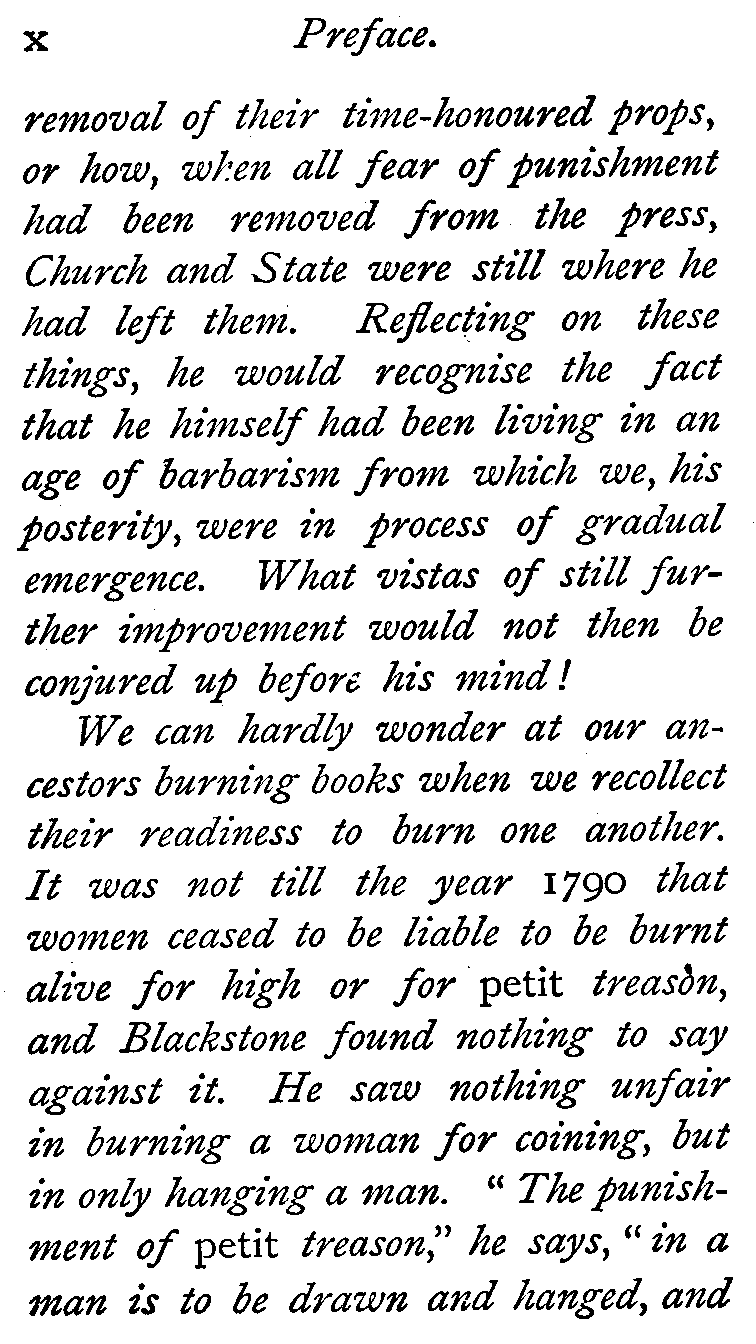 x Preface.
removal of their time-honoured props,
or how, when all fear of punishment
had been removed from the press,
Church and State were still where he
had left them. Reflecting on these
things, he would recognise the fact
that he himself had been living in an
age of barbarism from which we, his
posterity, were in process of gradual
emergence. What vistas of still fur-
ther improvement would not then be
conjured up before his mind!
We can hardly wonder at our an-
cestors burning books when we recollect
their readiness to burn one another.
It was not till the year 1790 that
women ceased to be liable to be burnt
alive for high or for petit treason,
and Blackstone found nothing to say
against it. He saw nothing unfair
in burning a woman for coining, but
in only hanging a man. “The punish-
ment of petit treason,” he says, “in a
man is to be drawn and hanged, and